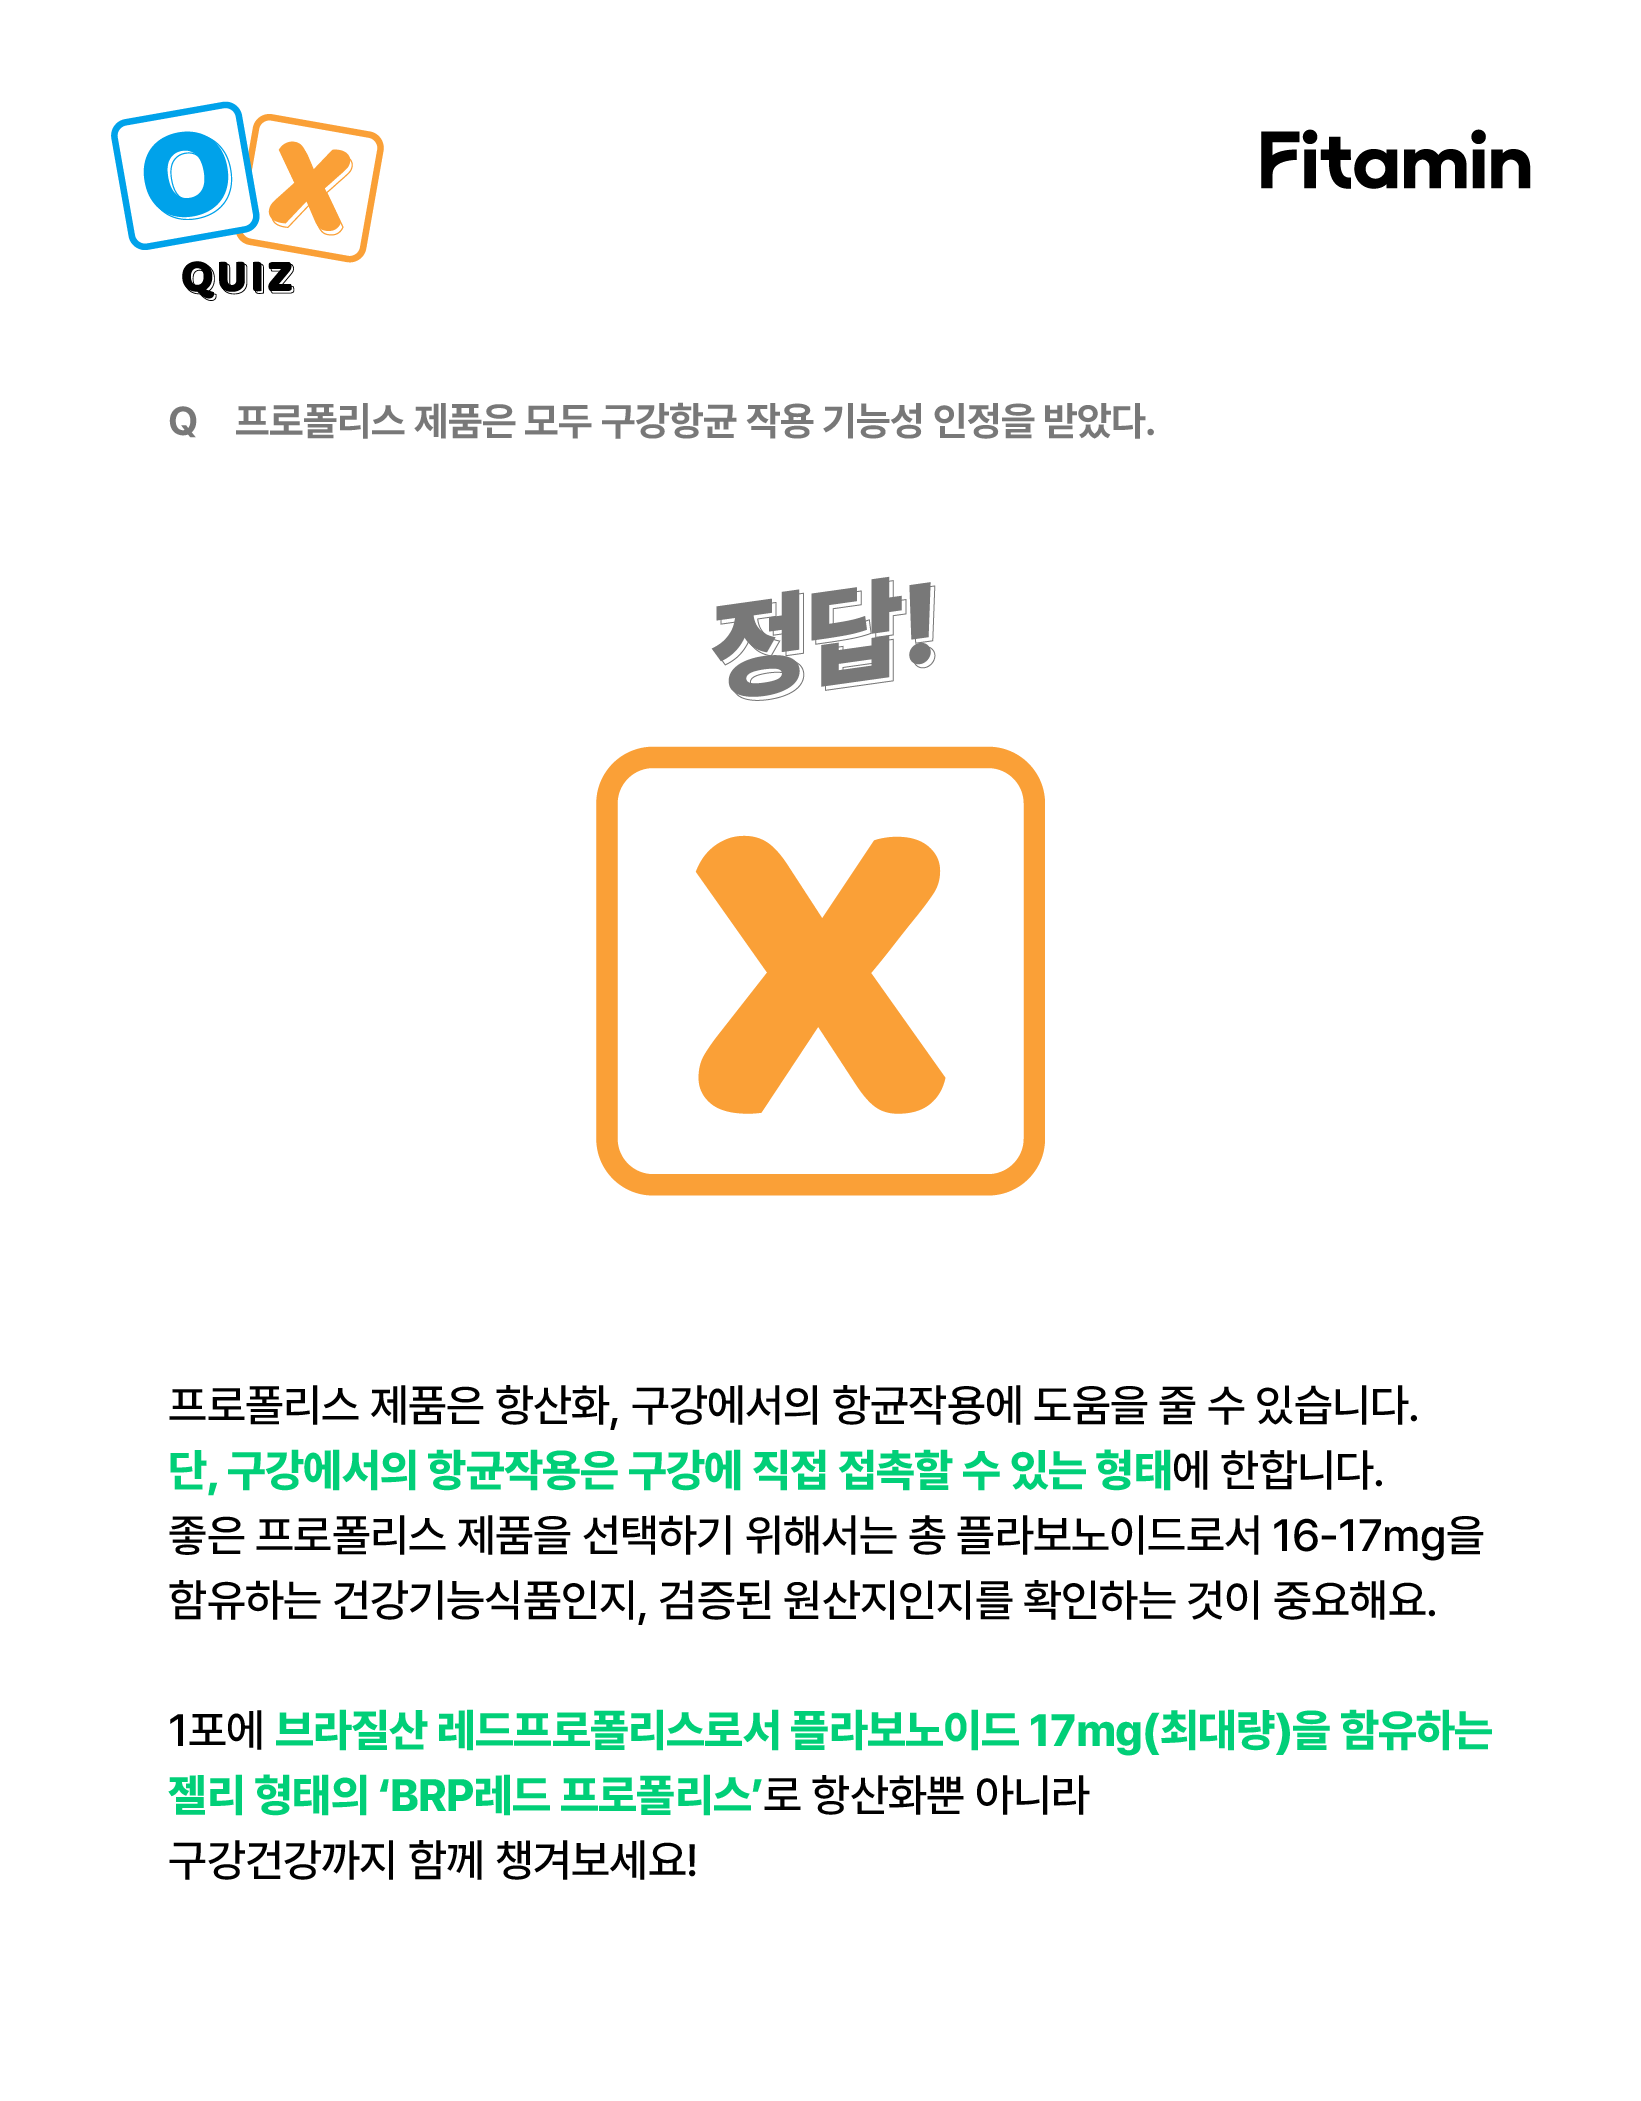 O X
QUIZ
Fitamin
Q 프로폴리스 제품은 모두 구강항균 작용 기능성 인정을 받았다.
정답!
X
프로폴리스 제품은 항산화, 구강에서의 항균작용에 도움을 줄 수 있습니다.
단, 구강에서의 항균작용은 구강에 직접 접촉할 수 있는 형태에 한합니다.
좋은 프로폴리스 제품을 선택하기 위해서는 총 플라보노이드로서 16-17mg을
함유하는 건강기능식품인지, 검증된 원산지인지를 확인하는 것이 중요해요.
1포에 브라질산 레드프로폴리스로서 플라보노이드 17mg(최대량)을 함유하는
젤리 형태의 ‘BRP레드 프로폴리스’로 항산화뿐 아니라
구강건강까지 함께 챙겨보세요!